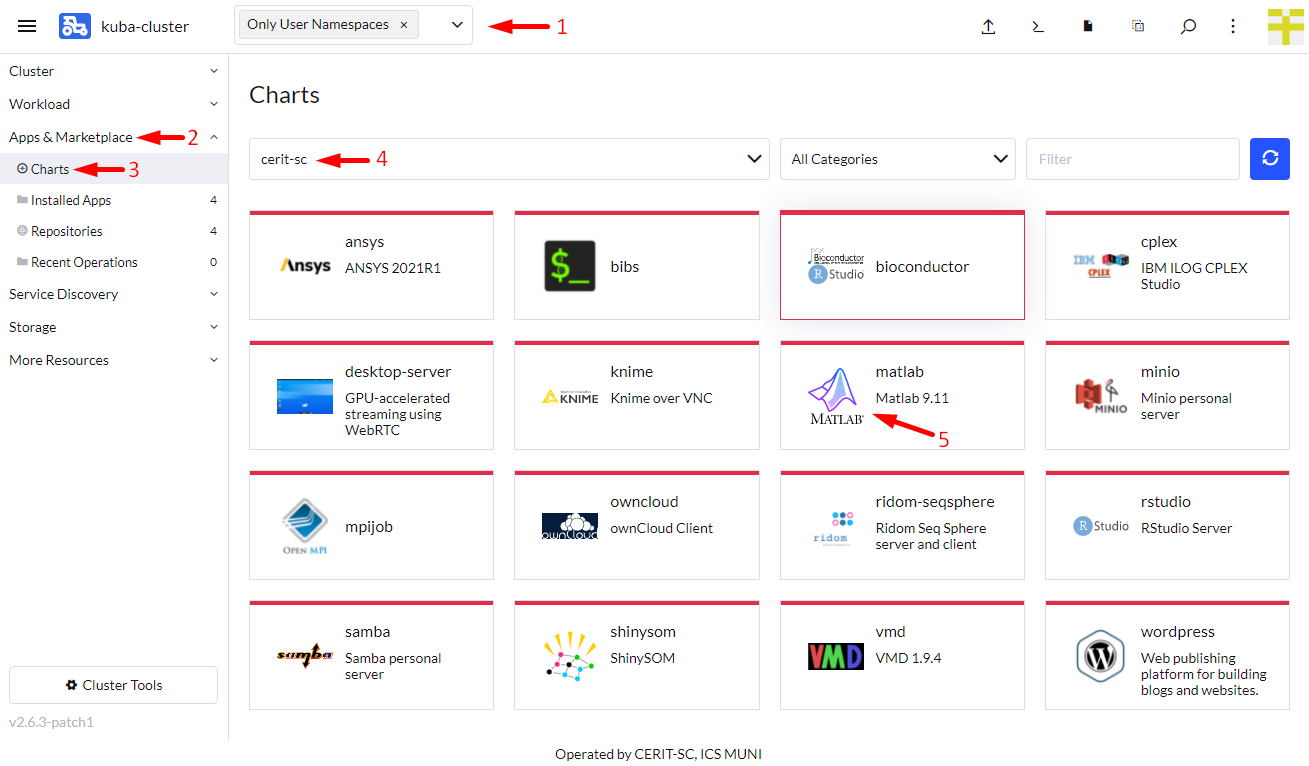 kuba-cluster
Only User Namespaces ×
1
Cluster
Workload
Apps & Marketplace
2
Charts
3
Installed Apps 4
Repositories 4
Recent Operations 0
Service Discovery
Storage
More Resources
Cluster Tools
v2.6.3-patch1
Charts
cerit-sc
4
All Categories
Filter
Ansys
ansys
ANSYS 2021R1
$_
bibs
Bioconductor
R Studio
bioconductor
IBM ILOG
CPLEX
cplex
IBM ILOG CPLEX
Studio
desktop-server
GPU-accelerated
streaming using
WebRTC
KNIME
knime
Knime over VNC
MATLAB
matlab
Matlab 9.11
5
MINIO
minio
Minio personal
server
OPEN MPI
mpijob
ownCloud
owncloud
ownCloud Client
ridom
ridom-seqsphere
Ridom Seq Sphere
server and client
R Studio
rstudio
RStudio Server
samba
samba
Samba personal
server
shinysom
ShinySOM
VMD
vmd
VMD 1.9.4
W
wordpress
Web publishing
platform for building
blogs and websites.
Operated by CERIT-SC, ICS MUNI